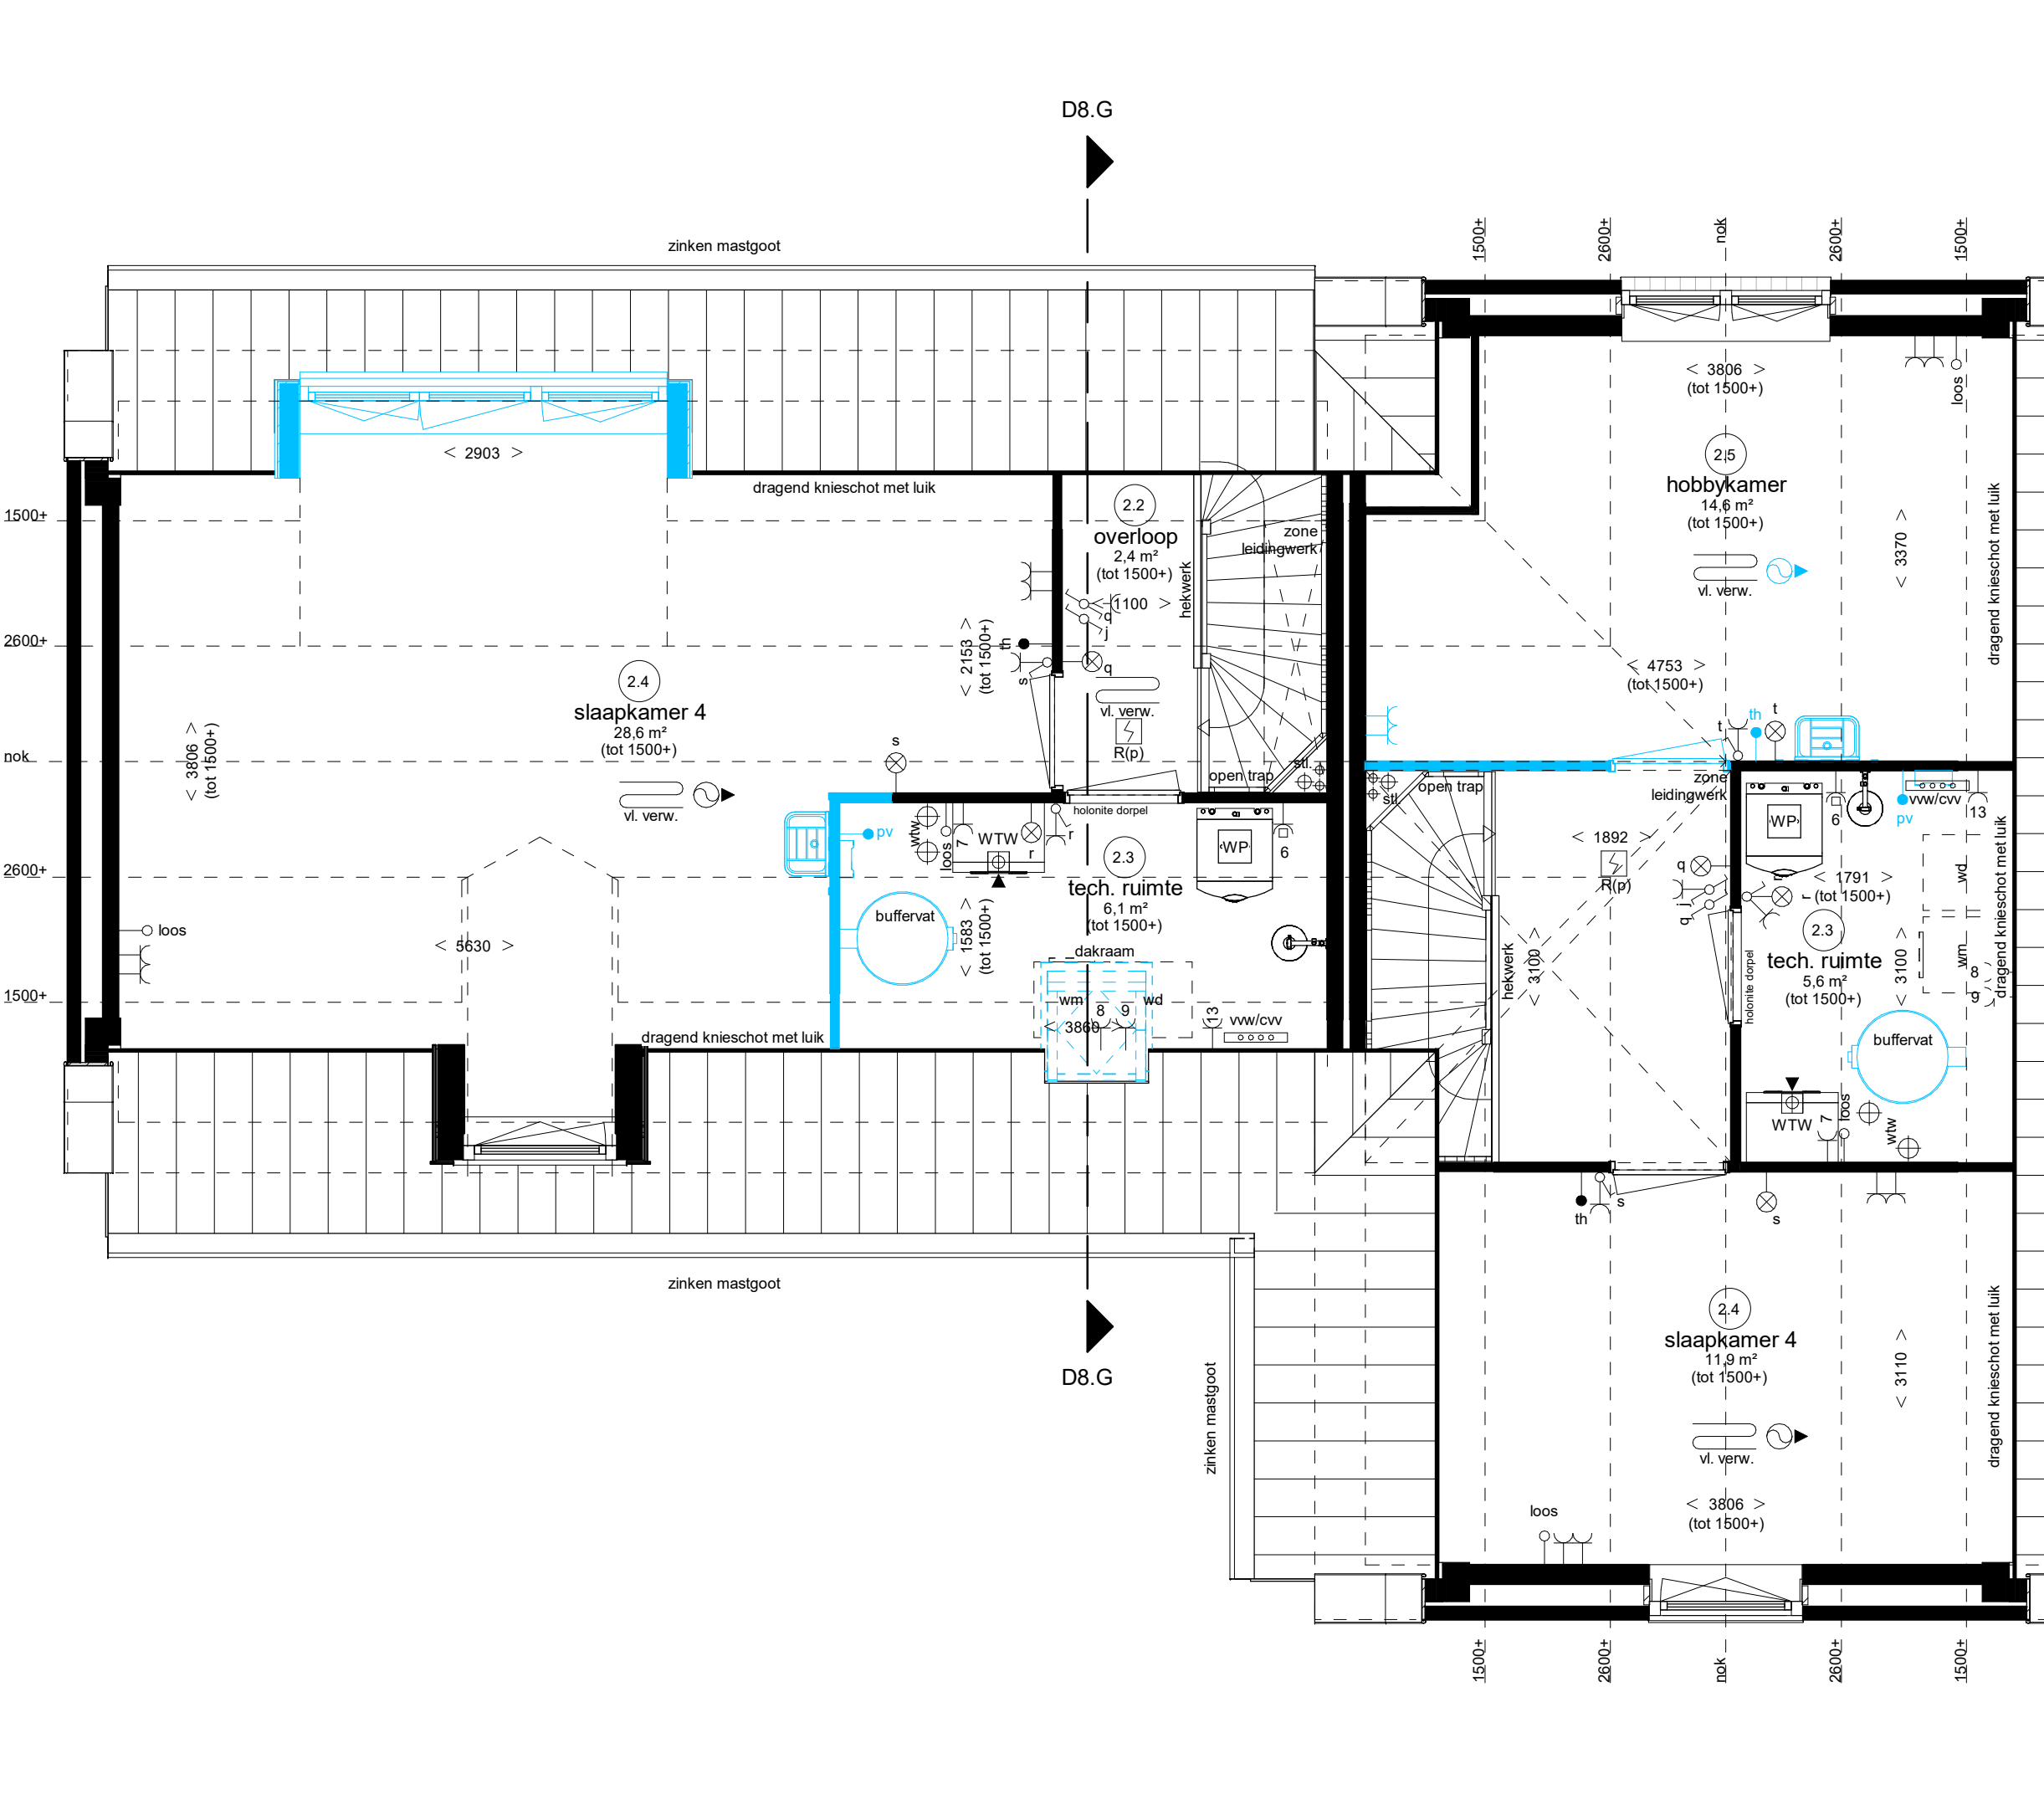 D8.G
zinken mastgoot
1500+
2600+
nok
2600+
1500+
< 3806 >
(tot 1500+)
loos
2.5
hobbykamer
14,6 m²
(tot 1500+)
< 3370 >
dragend knieschot met luik
vl. verw.
< 4753 >
(tot 1500+)
t
th
t
< 2903 >
dragend knieschot met luik
1500+
2600+
nok
2600+
1500+
2.2
overloop
2,4 m²
(tot 1500+)
< 1100 >
hekwerk
zone
leidingwerk
q
j
q
th
s
< 2153 >
(tot 1500+)
vl. verw.
R(p)
open trap
stl.
2.4
slaapkamer 4
28,6 m²
(tot 1500+)
vl. verw.
s
< 3806 >
(tot 1500+)
holonite dorpel
pv
wtw
loos
7
WTW
r
r
2.3
tech. ruimte
6,1 m²
(tot 1500+)
WP
6
buffervat
< 1583 >
(tot 1500+)
dakraam
wm
8
9
wd
< 3860
13
vvw/cvv
loos
< 5630 >
dragend knieschot met luik
stl.
open trap
zone
leidingwerk
< 1892 >
R(p)
q
q
j
hekwerk
< 3100 >
WP
6
vvw/cvv
pv
13
r
< 1791 >
r (tot 1500+)
2.3
tech. ruimte
5,6 m²
(tot 1500+)
holonite dorpel
< 3100 >
wd
wm
8
9
dragend knieschot met luik
buffervat
WTW
7
loos
wtw
th
s
s
zinken mastgoot
D8.G
zinken mastgoot
2.4
slaapkamer 4
11,9 m²
(tot 1500+)
< 3110 >
dragend knieschot met luik
vl. verw.
loos
< 3806 >
(tot 1500+)
1500+
2600+
nok
2600+
1500+